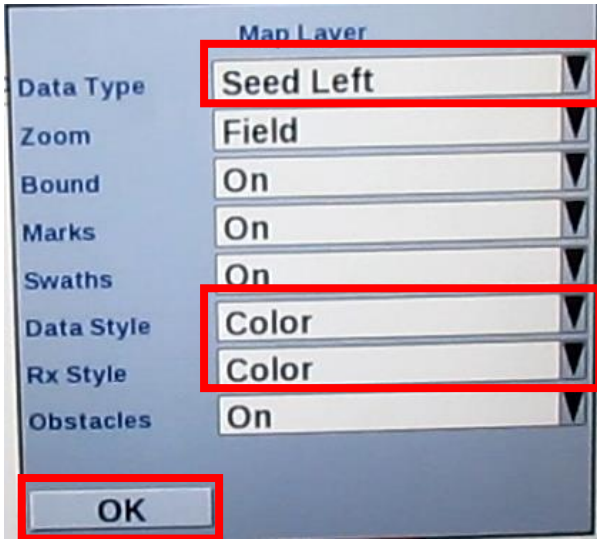 Map Layer
Data Type Seed Left
Zoom Field
Bound On
Marks On
Swaths On
Data Style Color
Rx Style Color
Obstacles On
OK